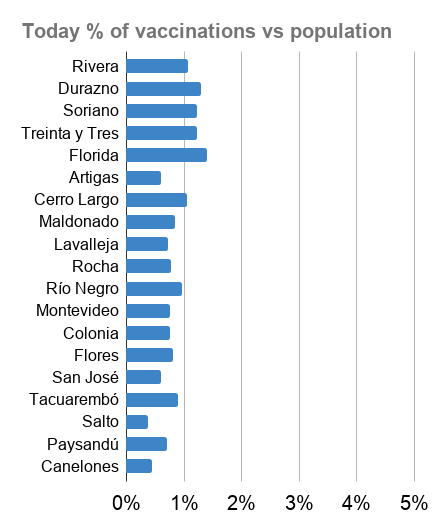 Today % of vaccinations vs population
Rivera
Durazno
Soriano
Treinta y Tres
Florida
Artigas
Cerro Largo
Maldonado
Lavalleja
Rocha
Río Negro
Montevideo
Colonia
Flores
San José
Tacuarembó
Salto
Paysandú
Canelones
0% 1% 2% 3% 4% 5%